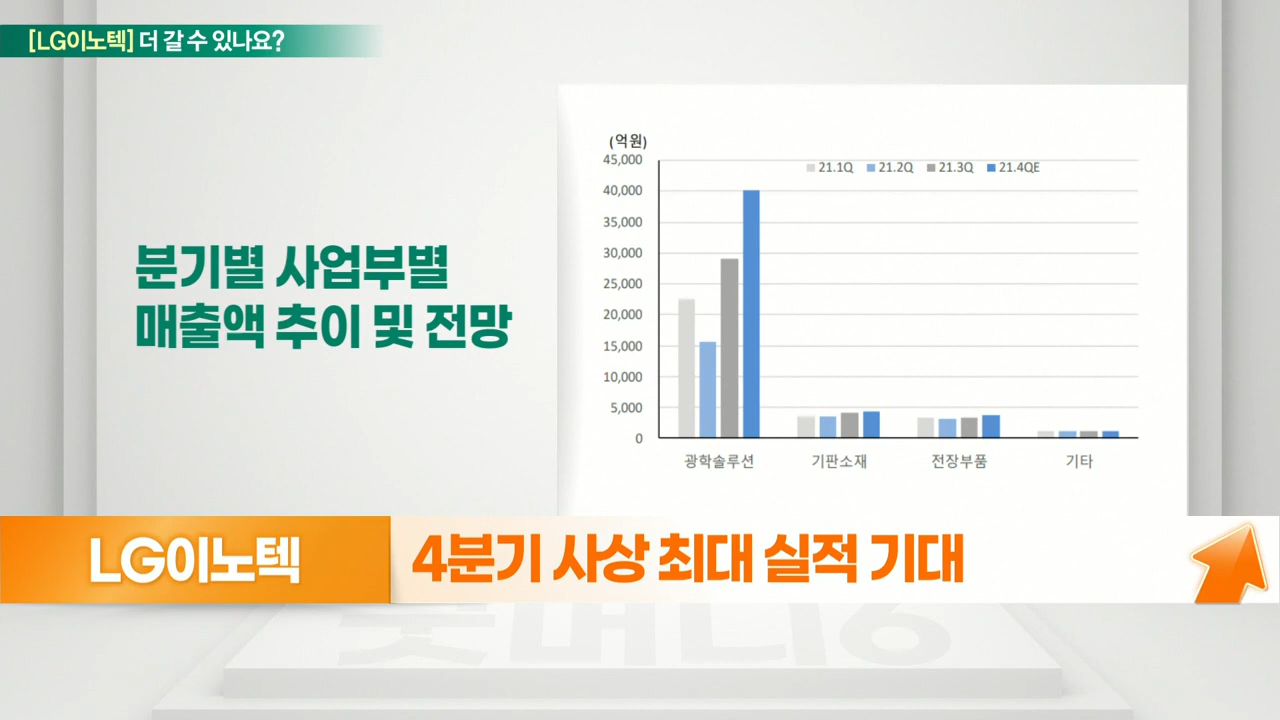 [LG이노텍] 더 갈 수 있나요?
분기별 사업부별
매출액 추이 및 전망
(억원)
21.1Q 21.2Q 21.3Q 21.4QE
45,000
40,000
35,000
30,000
25,000
20,000
15,000
10,000
5,000
0
광학솔루션 기판소재 전장부품 기타
LG이노텍
4분기 사상 최대 실적 기대